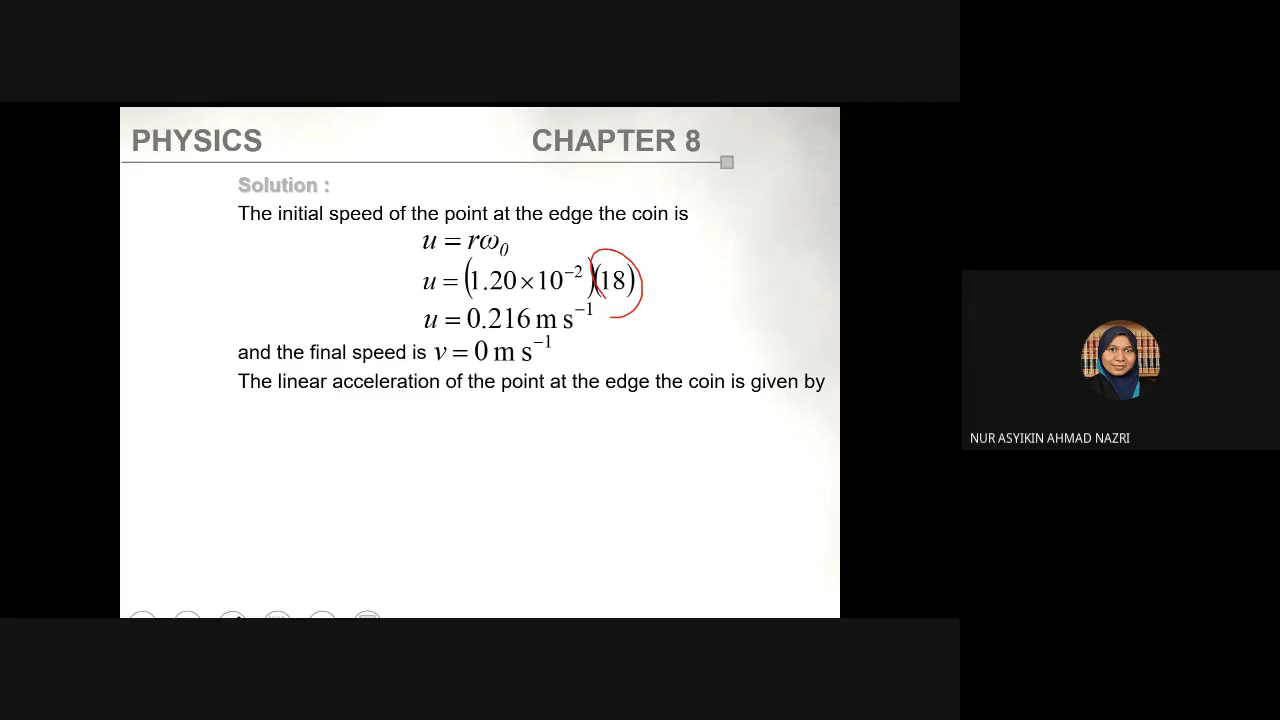 PHYSICS CHAPTER 8
Solution :
The initial speed of the point at the edge the coin is
u = rω₀
u = (1.20 × 10⁻²)(18)
u = 0.216 m s⁻¹
and the final speed is v = 0 m s⁻¹
The linear acceleration of the point at the edge the coin is given by
NUR ASYIKIN AHMAD NAZRI